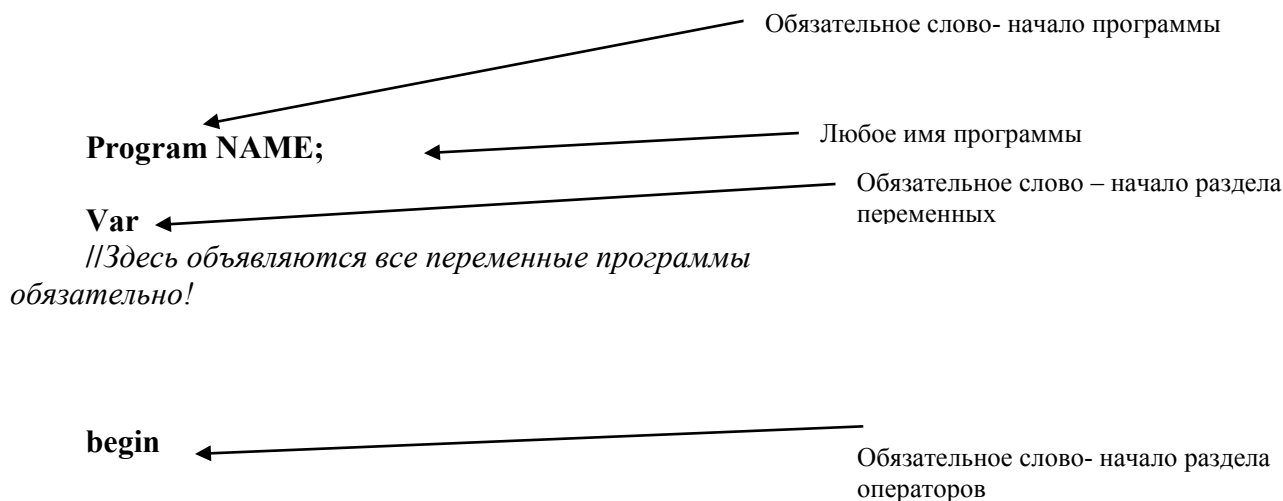 Обязательное слово- начало программы
Program NAME;
Любое имя программы
Обязательное слово – начало раздела
переменных
Var
//Здесь объявляются все переменные программы
обязательно!
begin
Обязательное слово- начало раздела
операторов